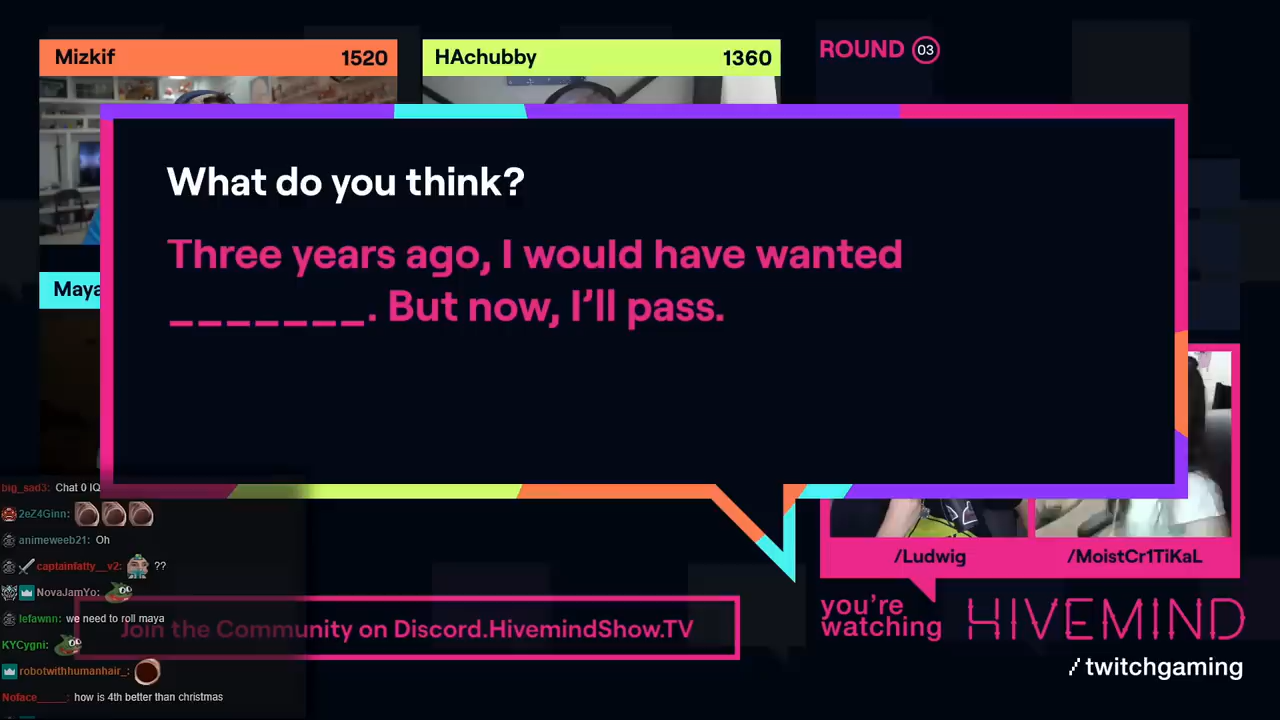 Mizkif 1520
HAchubby 1360
ROUND 03
What do you think?
Three years ago, I would have wanted
_______. But now, I'll pass.
Maya
/Ludwig
/MoistCr1TiKaL
you're
watching
HIVEMIND
/twitchgaming
Join the Community on Discord.HivemindShow.TV
big_sad3: Chat 0 IQ
2eZ4Ginn:
animeweeb21: Oh
captainfatty__v2: ??
NovaJamYo:
lefawnn: we need to roll maya
KYCygni:
robotwithhumanhair_:
Noface_____: how is 4th better than christmas